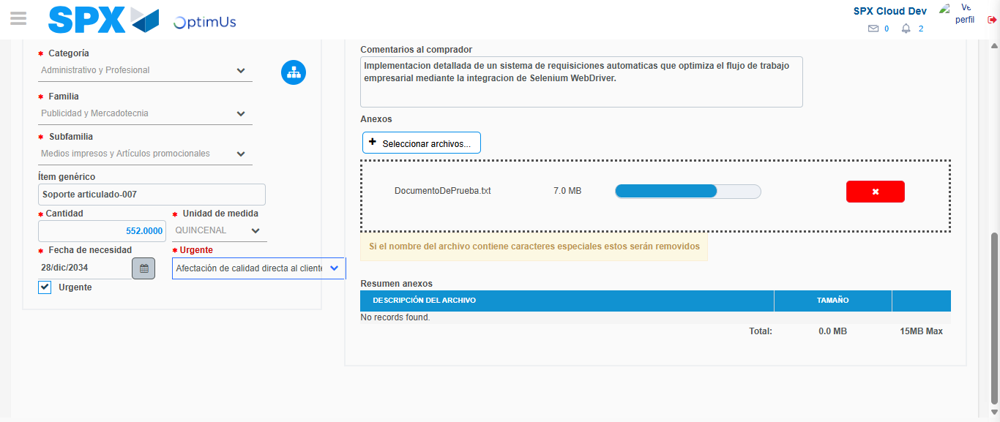 SPX
OptimUs
SPX Cloud Dev
0
2
Ve
perfil
* Categoría
Administrativo y Profesional
* Familia
Publicidad y Mercadotecnia
* Subfamilia
Medios impresos y Artículos promocionales
Ítem genérico
Soporte articulado-007
* Cantidad
* Unidad de medida
552.0000
QUINCENAL
* Fecha de necesidad
* Urgente
28/dic/2034
Afectación de calidad directa al cliente
Urgente
Comentarios al comprador
Implementacion detallada de un sistema de requisiciones automaticas que optimiza el flujo de trabajo
empresarial mediante la integracion de Selenium WebDriver.
Anexos
+ Seleccionar archivos...
DocumentoDePrueba.txt
7.0 MB
Si el nombre del archivo contiene caracteres especiales estos serán removidos
Resumen anexos
DESCRIPCIÓN DEL ARCHIVO
TAMAÑO
No records found.
Total:
0.0 MB
15MB Max